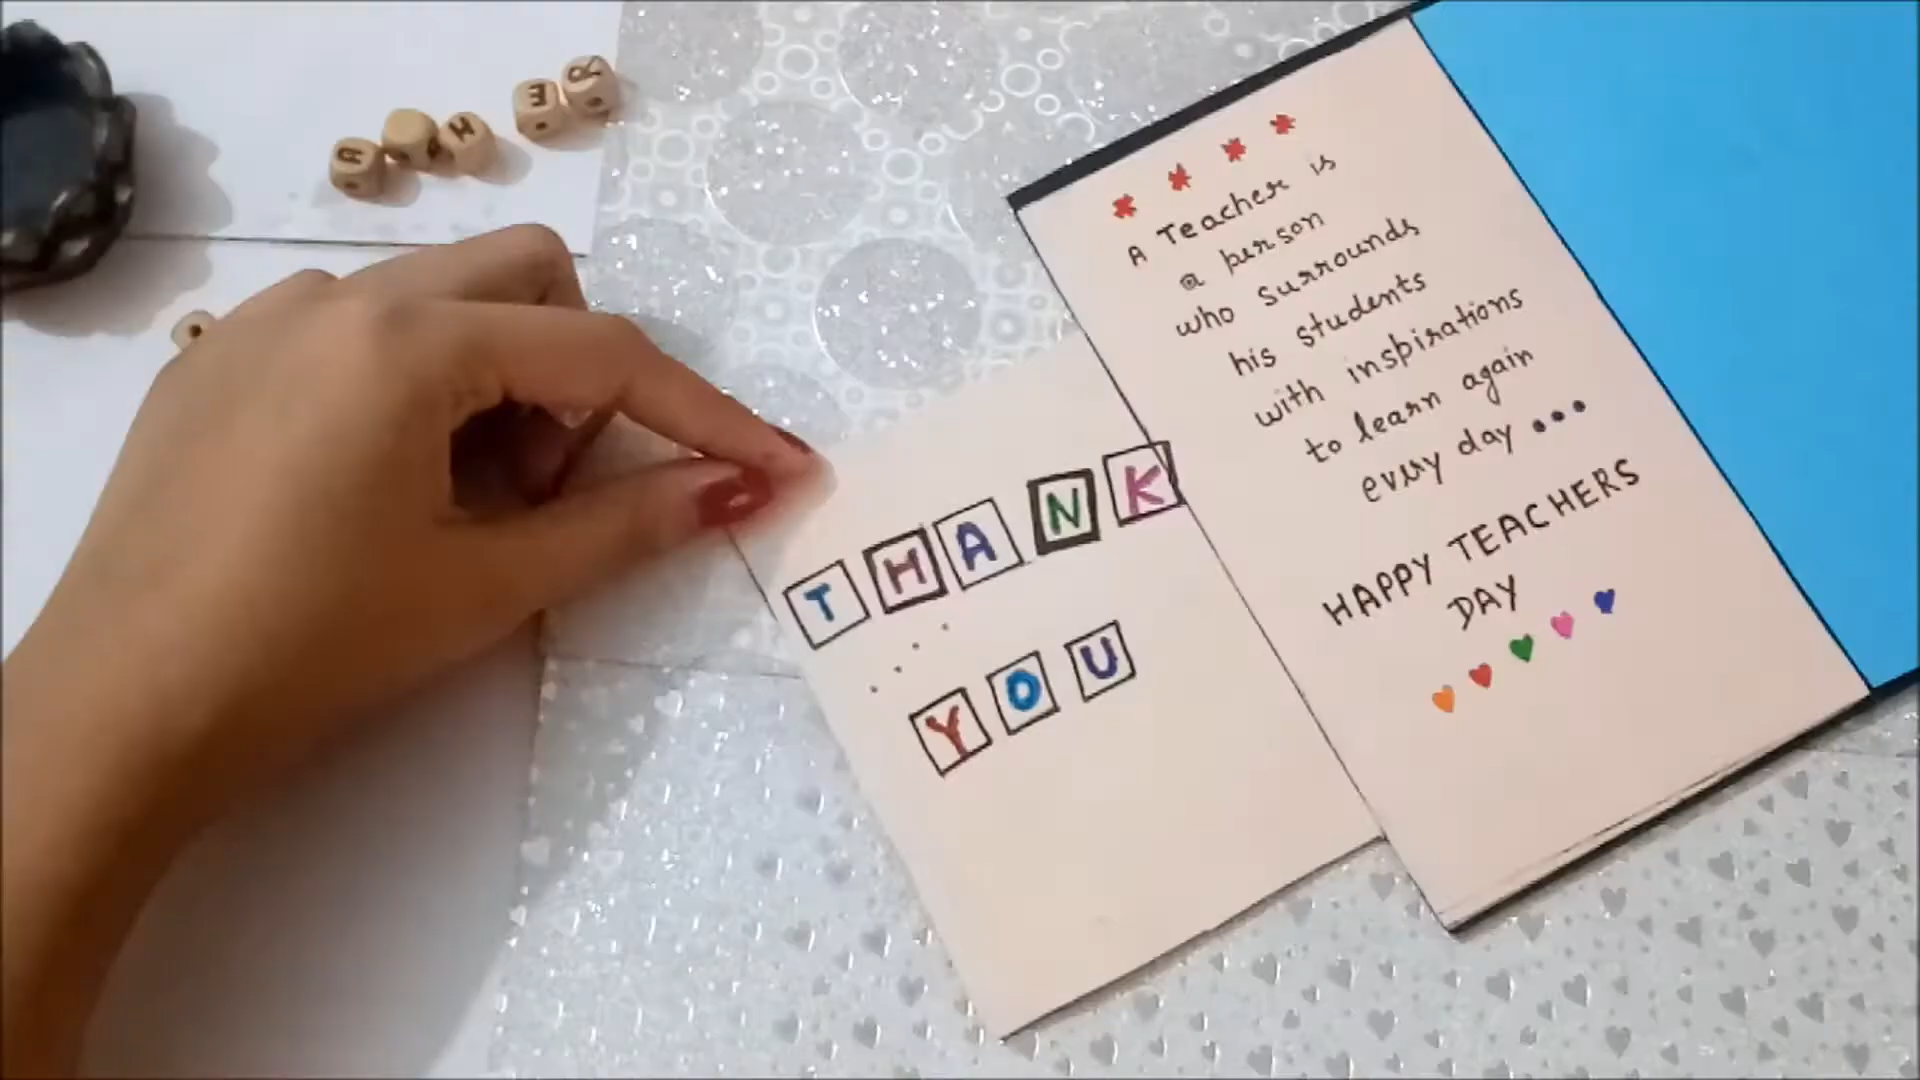 A H E R
A Teacher is
a person
who surrounds
his students
with inspirations
to learn again
every day •••
HAPPY TEACHERS
DAY
THANK
....
YOU